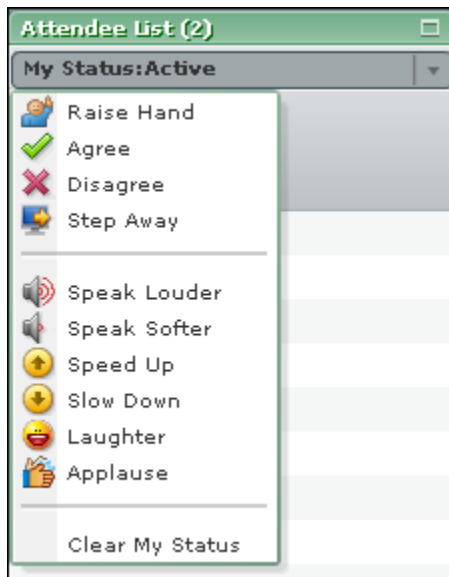 Attendee List (2)
My Status:Active
Raise Hand
Agree
Disagree
Step Away
Speak Louder
Speak Softer
Speed Up
Slow Down
Laughter
Applause
Clear My Status